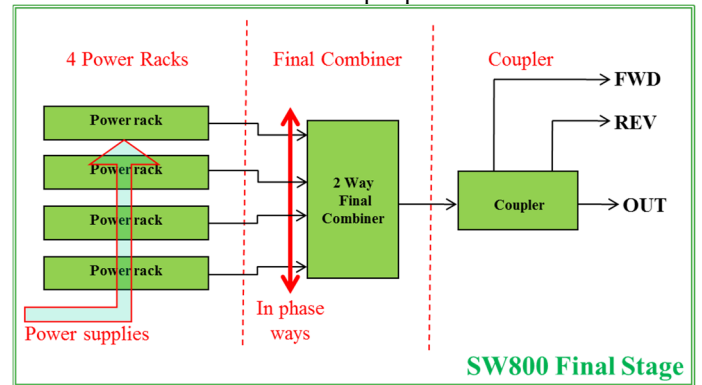 4 Power Racks
Final Combiner
Coupler
Power rack
Power rack
Power rack
Power rack
2 Way
Final
Combiner
Coupler
FWD
REV
OUT
Power supplies
In phase
ways
SW800 Final Stage